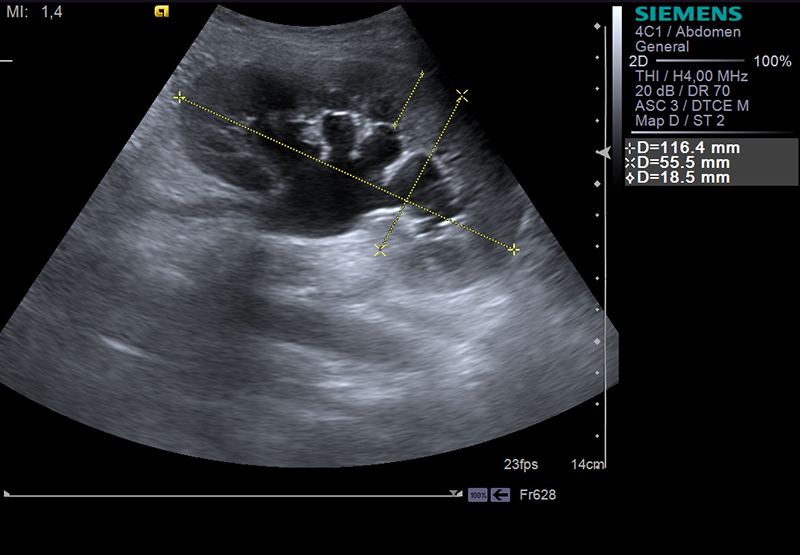 MI: 1,4
SIEMENS
4C1 / Abdomen
General
2D 100%
THI / H4,00 MHz
20 dB / DR 70
ASC 3 / DTCE M
Map D / ST 2
D=116.4 mm
D=55.5 mm
D=18.5 mm
23fps 14cm
100% Fr628